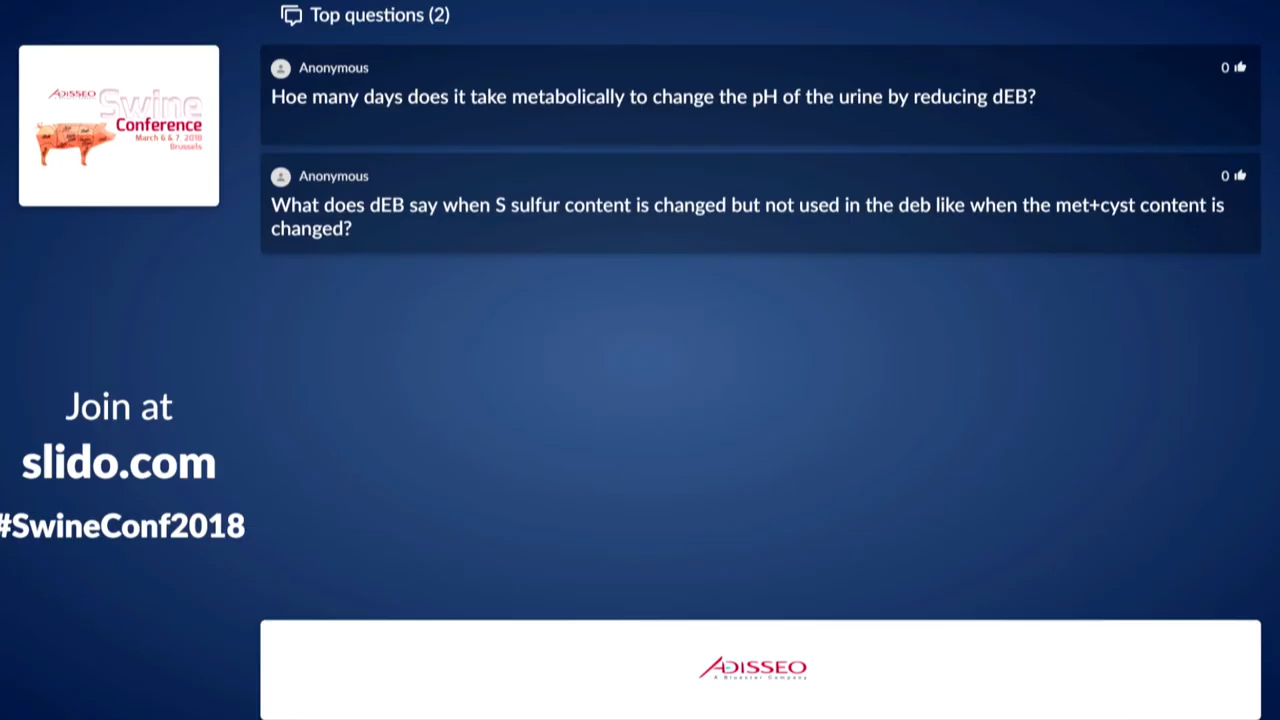 Top questions (2)
ADISSEO
Swine
Conference
March 6 & 7 2018
Brussels
Anonymous
0
Hoe many days does it take metabolically to change the pH of the urine by reducing dEB?
Anonymous
0
What does dEB say when S sulfur content is changed but not used in the deb like when the met+cyst content is
changed?
Join at
slido.com
#SwineConf2018
ADISSEO
A Bluestar Company